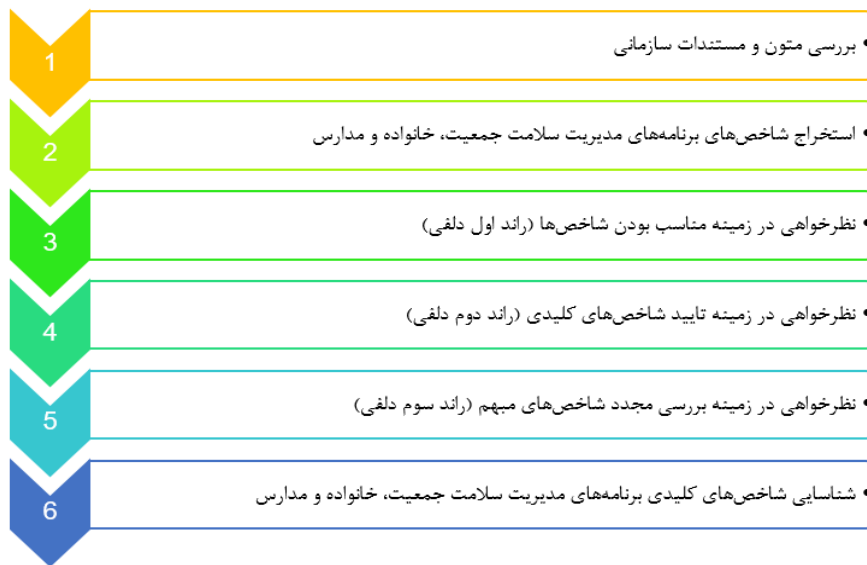 1
• بررسی متون و مستندات سازمانی
2
• استخراج شاخص‌های برنامه‌های مدیریت سلامت جمعیت، خانواده و مدارس
3
• نظرخواهی در زمینه مناسب بودن شاخص‌ها (راند اول دلفی)
4
• نظرخواهی در زمینه تایید شاخص‌های کلیدی (راند دوم دلفی)
5
• نظرخواهی در زمینه بررسی مجدد شاخص‌های مبهم (راند سوم دلفی)
6
• شناسایی شاخص‌های کلیدی برنامه‌های مدیریت سلامت جمعیت، خانواده و مدارس